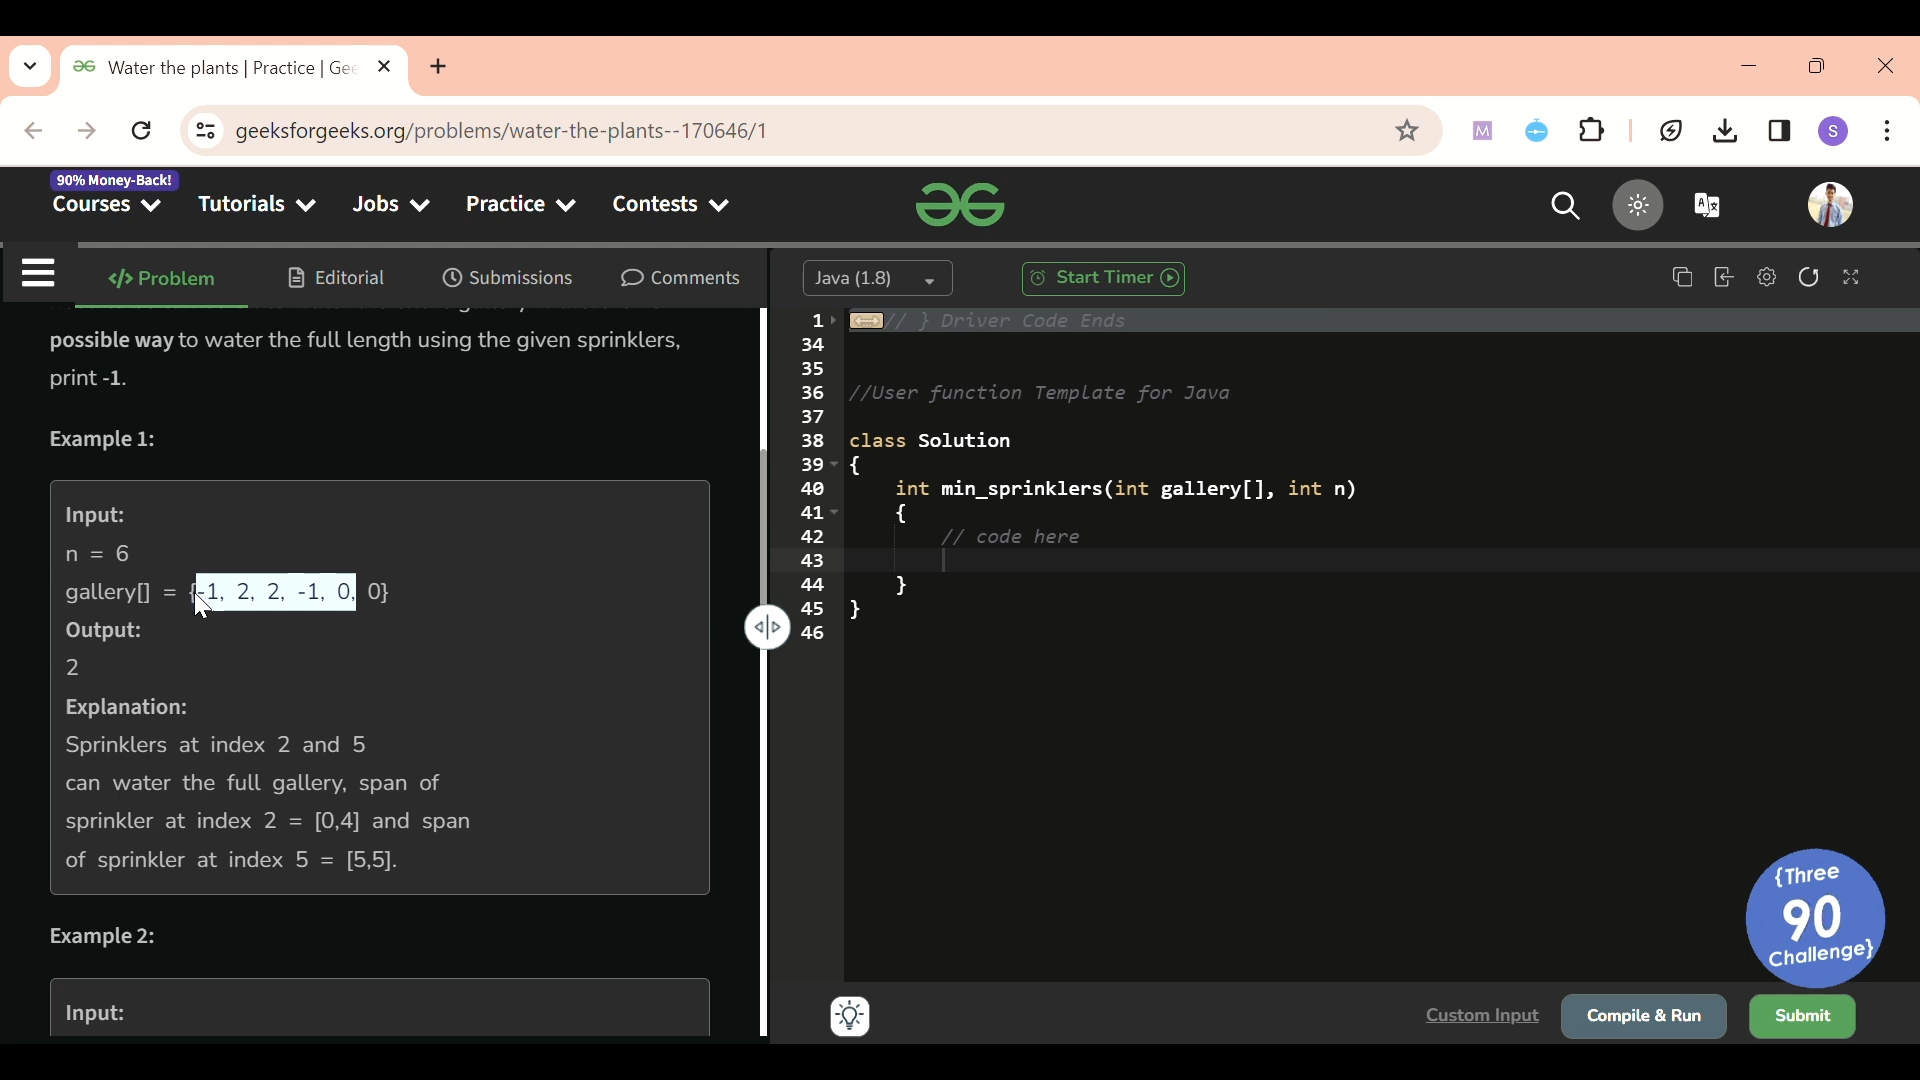 Water the plants | Practice | Gee
geeksforgeeks.org/problems/water-the-plants--170646/1
M
S
90% Money-Back!
Courses
Tutorials
Jobs
Practice
Contests
</> Problem
Editorial
Submissions
Comments
Java (1.8)
Start Timer
possible way to water the full length using the given sprinklers,
print -1.
Example 1:
Input:
n = 6
gallery[] = {-1, 2, 2, -1, 0, 0}
Output:
2
Explanation:
Sprinklers at index 2 and 5
can water the full gallery, span of
sprinkler at index 2 = [0,4] and span
of sprinkler at index 5 = [5,5].
Example 2:
Input:
1 // } Driver Code Ends
34
35
36 //User function Template for Java
37
38 class Solution
39 {
40 int min_sprinklers(int gallery[], int n)
41 {
42 // code here
43
44 }
45 }
46
{Three
90
Challenge}
Custom Input
Compile & Run
Submit